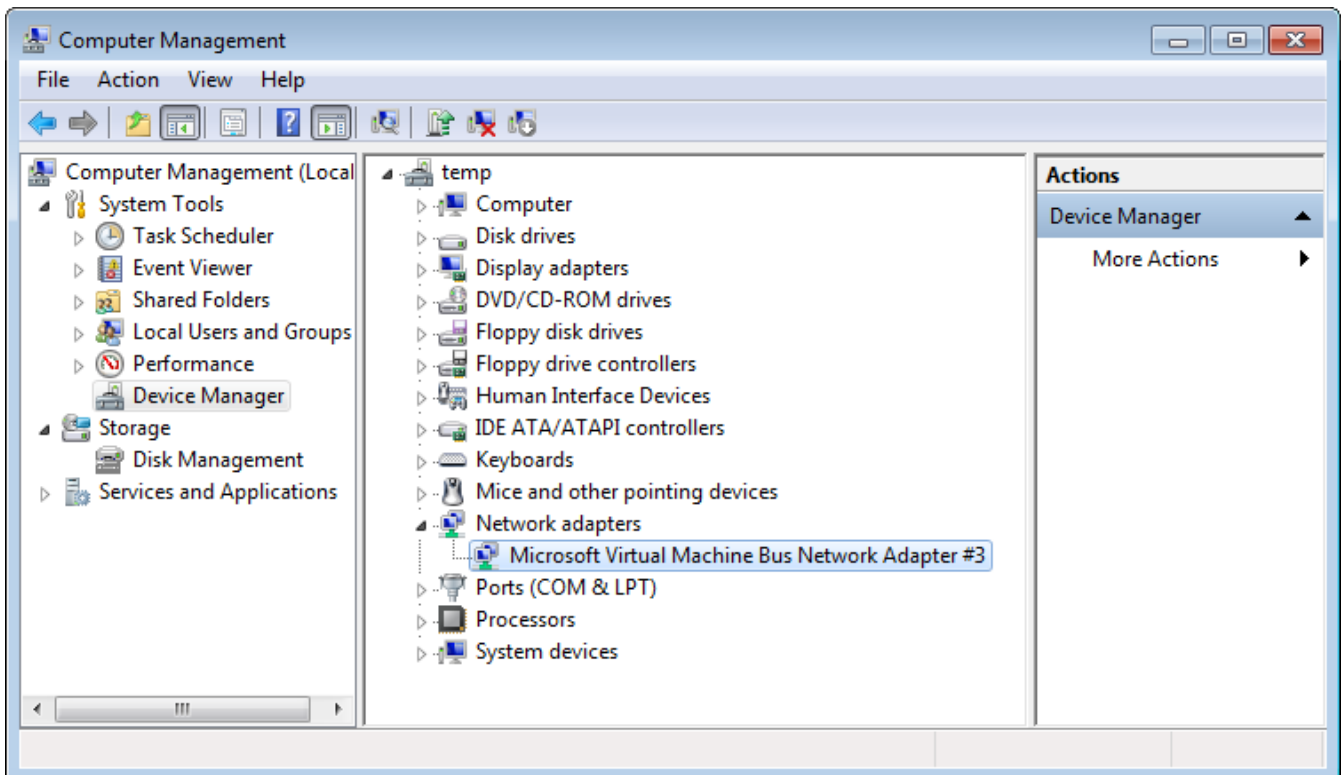 Computer Management
File Action View Help
Computer Management (Local
System Tools
Task Scheduler
Event Viewer
Shared Folders
Local Users and Groups
Performance
Device Manager
Storage
Disk Management
Services and Applications
temp
Computer
Disk drives
Display adapters
DVD/CD-ROM drives
Floppy disk drives
Floppy drive controllers
Human Interface Devices
IDE ATA/ATAPI controllers
Keyboards
Mice and other pointing devices
Network adapters
Microsoft Virtual Machine Bus Network Adapter #3
Ports (COM & LPT)
Processors
System devices
Actions
Device Manager
More Actions